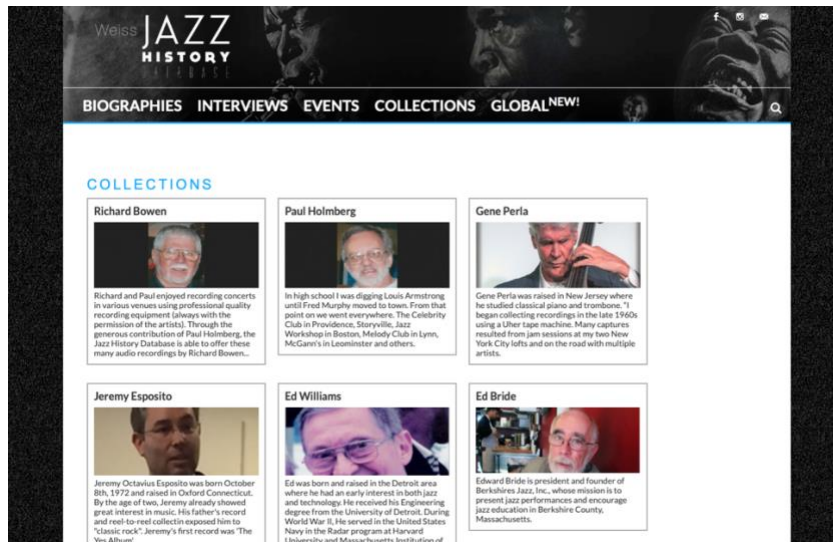 Weiss JAZZ
HISTORY
DATABASE
BIOGRAPHIES INTERVIEWS EVENTS COLLECTIONS GLOBAL NEW!
COLLECTIONS
Richard Bowen
Richard and Paul enjoyed recording concerts
in various venues using professional quality
recording equipment (always with the
permission of the artists). Through the
generous contribution of Paul Holmberg, the
Jazz History Database is able to offer these
many audio recordings by Richard Bowen...
Paul Holmberg
In high school I was digging Louis Armstrong
until Fred Murphy moved to town. From that
point on we went everywhere. The Celebrity
Club in Providence, Storyville, Jazz
Workshop in Boston, Melody Club in Lynn,
McGann's in Leominster and others.
Gene Perla
Gene Perla was raised in New Jersey where
he studied classical piano and trombone. "I
began collecting recordings in the late 1960s
using a Uher tape machine. Many captures
resulted from jam sessions at my two New
York City lofts and on the road with multiple
artists.
Jeremy Esposito
Jeremy Octavius Esposito was born October
8th, 1972 and raised in Oxford Connecticut.
By the age of two, Jeremy already showed
great interest in music. His father's record
and reel-to-reel collectin exposed him to
"classic rock". Jeremy's first record was 'The
Yes Album'
Ed Williams
Ed was born and raised in the Detroit area
where he had an early interest in both jazz
and technology. He received his Engineering
degree from the University of Detroit. During
World War II, He served in the United States
Navy in the Radar program at Harvard
University and Massachusetts Institution of
Ed Bride
Edward Bride is president and founder of
Berkshires Jazz, Inc., whose mission is to
present jazz performances and encourage
jazz education in Berkshire County,
Massachusetts.